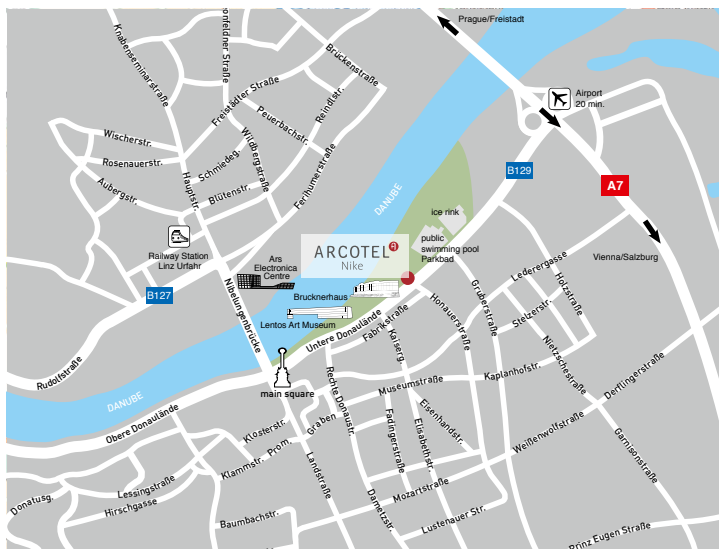 Prague/Freistadt
Knabenseminarstraße
onfeldner Straße
Brückenstraße
Freistädter Straße
Reindlstr.
Peuerbachstr.
Airport
20 min.
Wischerstr.
Rosenauerstr.
Schmiedeg.
Wildbergstraße
Aubergstr.
Hauptstr.
Blütenstr.
Ferihumerstraße
B129
A7
DANUBE
ice rink
public
swimming pool
Parkbad
ARCOTEL R
Nike
Railway Station
Linz Urfahr
Ars
Electronica
Centre
Vienna/Salzburg
Ledererggasse
Holzstraße
B127
Nibelungenbrücke
Brucknerhaus
Lentos Art Museum
Untere Donaulände
Fabrikstraße
Kaiserg.
Honauerstraße
Gruberstraße
Stelzerstr.
Nietzschestraße
Rudolfstraße
DANUBE
main square
Museumstraße
Kaplanhofstr.
Derfflingerstraße
Obere Donaulände
Rechte Donaustr.
Eisenhandstr.
Klosterstr.
Graben
Fadingerstraße
Elisabethstr.
Weißenwolfstraße
Garnisonstraße
Klammstr.
Prom.
Landstraße
Donatusg.
Lessingstraße
Hirschgasse
Mozartstraße
Dametzstr.
Baumbachstr.
Lustenauer Str.
Prinz Eugen Straße